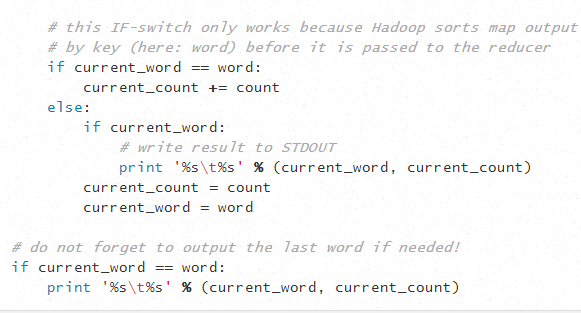 # this IF-switch only works because Hadoop sorts map output
# by key (here: word) before it is passed to the reducer
if current_word == word:
current_count += count
else:
if current_word:
# write result to STDOUT
print '%s\t%s' % (current_word, current_count)
current_count = count
current_word = word
# do not forget to output the last word if needed!
if current_word == word:
print '%s\t%s' % (current_word, current_count)